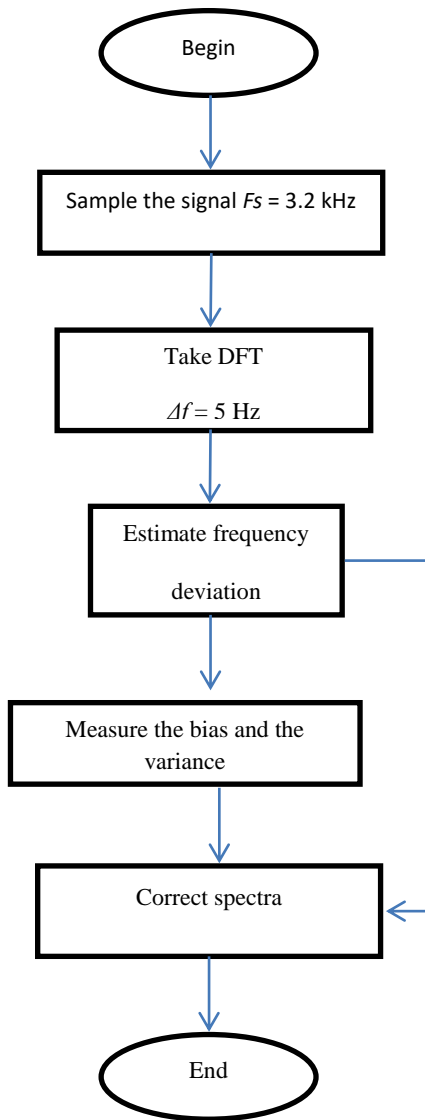 Begin
Sample the signal Fs = 3.2 kHz
Take DFT
Δf = 5 Hz
Estimate frequency
deviation
Measure the bias and the
variance
Correct spectra
End